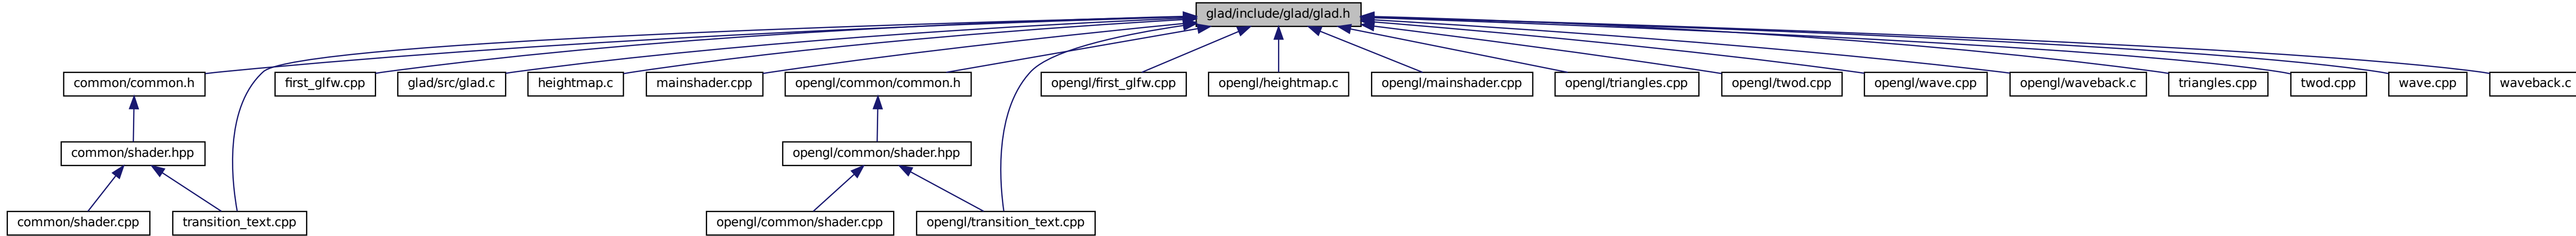 glad/include/glad/glad.h
common/common.h
first_glfw.cpp
glad/src/glad.c
heightmap.c
mainshader.cpp
opengl/common/common.h
opengl/first_glfw.cpp
opengl/heightmap.c
opengl/mainshader.cpp
opengl/triangles.cpp
opengl/twod.cpp
opengl/wave.cpp
opengl/waveback.c
triangles.cpp
twod.cpp
wave.cpp
waveback.c
common/shader.hpp
opengl/common/shader.hpp
common/shader.cpp
transition_text.cpp
opengl/common/shader.cpp
opengl/transition_text.cpp